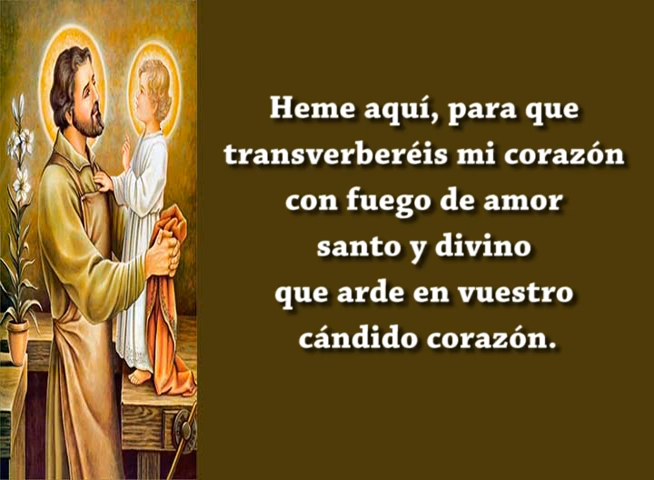 Heme aquí, para que
transverberéis mi corazón
con fuego de amor
santo y divino
que arde en vuestro
cándido corazón.